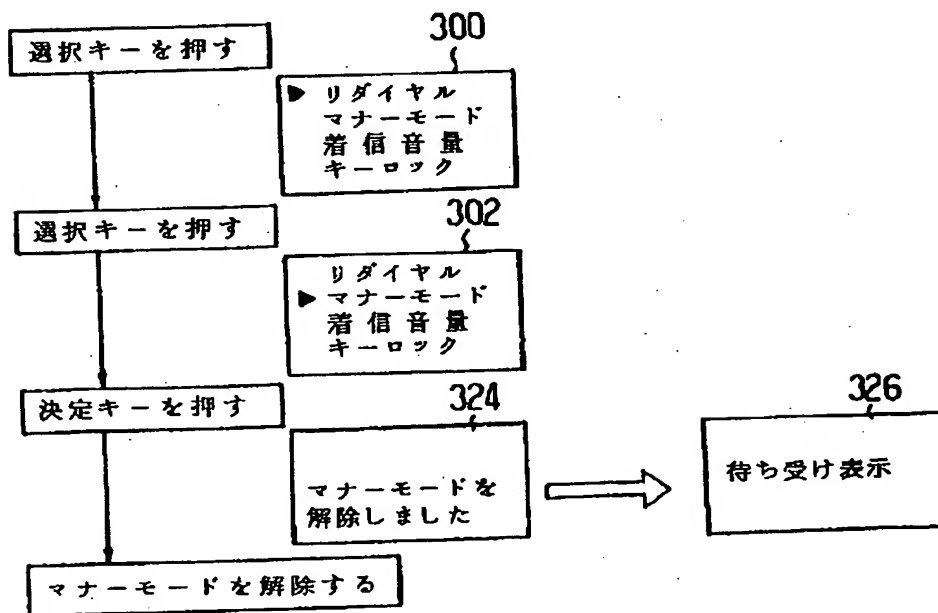 選択キーを押す
300
▶ リダイヤル
マナーモード
着信音量
キーロック
選択キーを押す
302
リダイヤル
▶ マナーモード
着信音量
キーロック
決定キーを押す
324
マナーモードを
解除しました
326
待ち受け表示
マナーモードを解除する